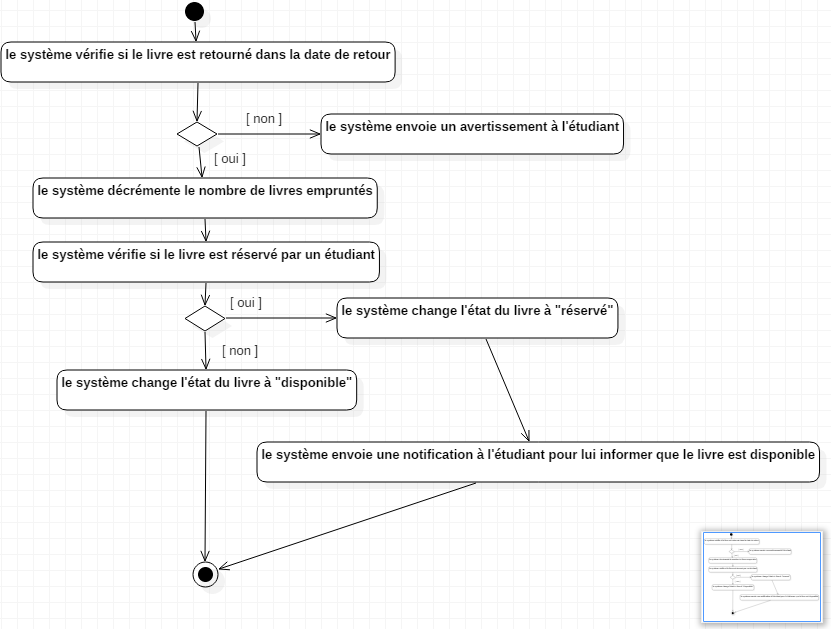 le système vérifie si le livre est retourné dans la date de retour
[ non ]
le système envoie un avertissement à l'étudiant
[ oui ]
le système décrémente le nombre de livres empruntés
le système vérifie si le livre est réservé par un étudiant
[ oui ]
le système change l'état du livre à "réservé"
[ non ]
le système change l'état du livre à "disponible"
le système envoie une notification à l'étudiant pour lui informer que le livre est disponible